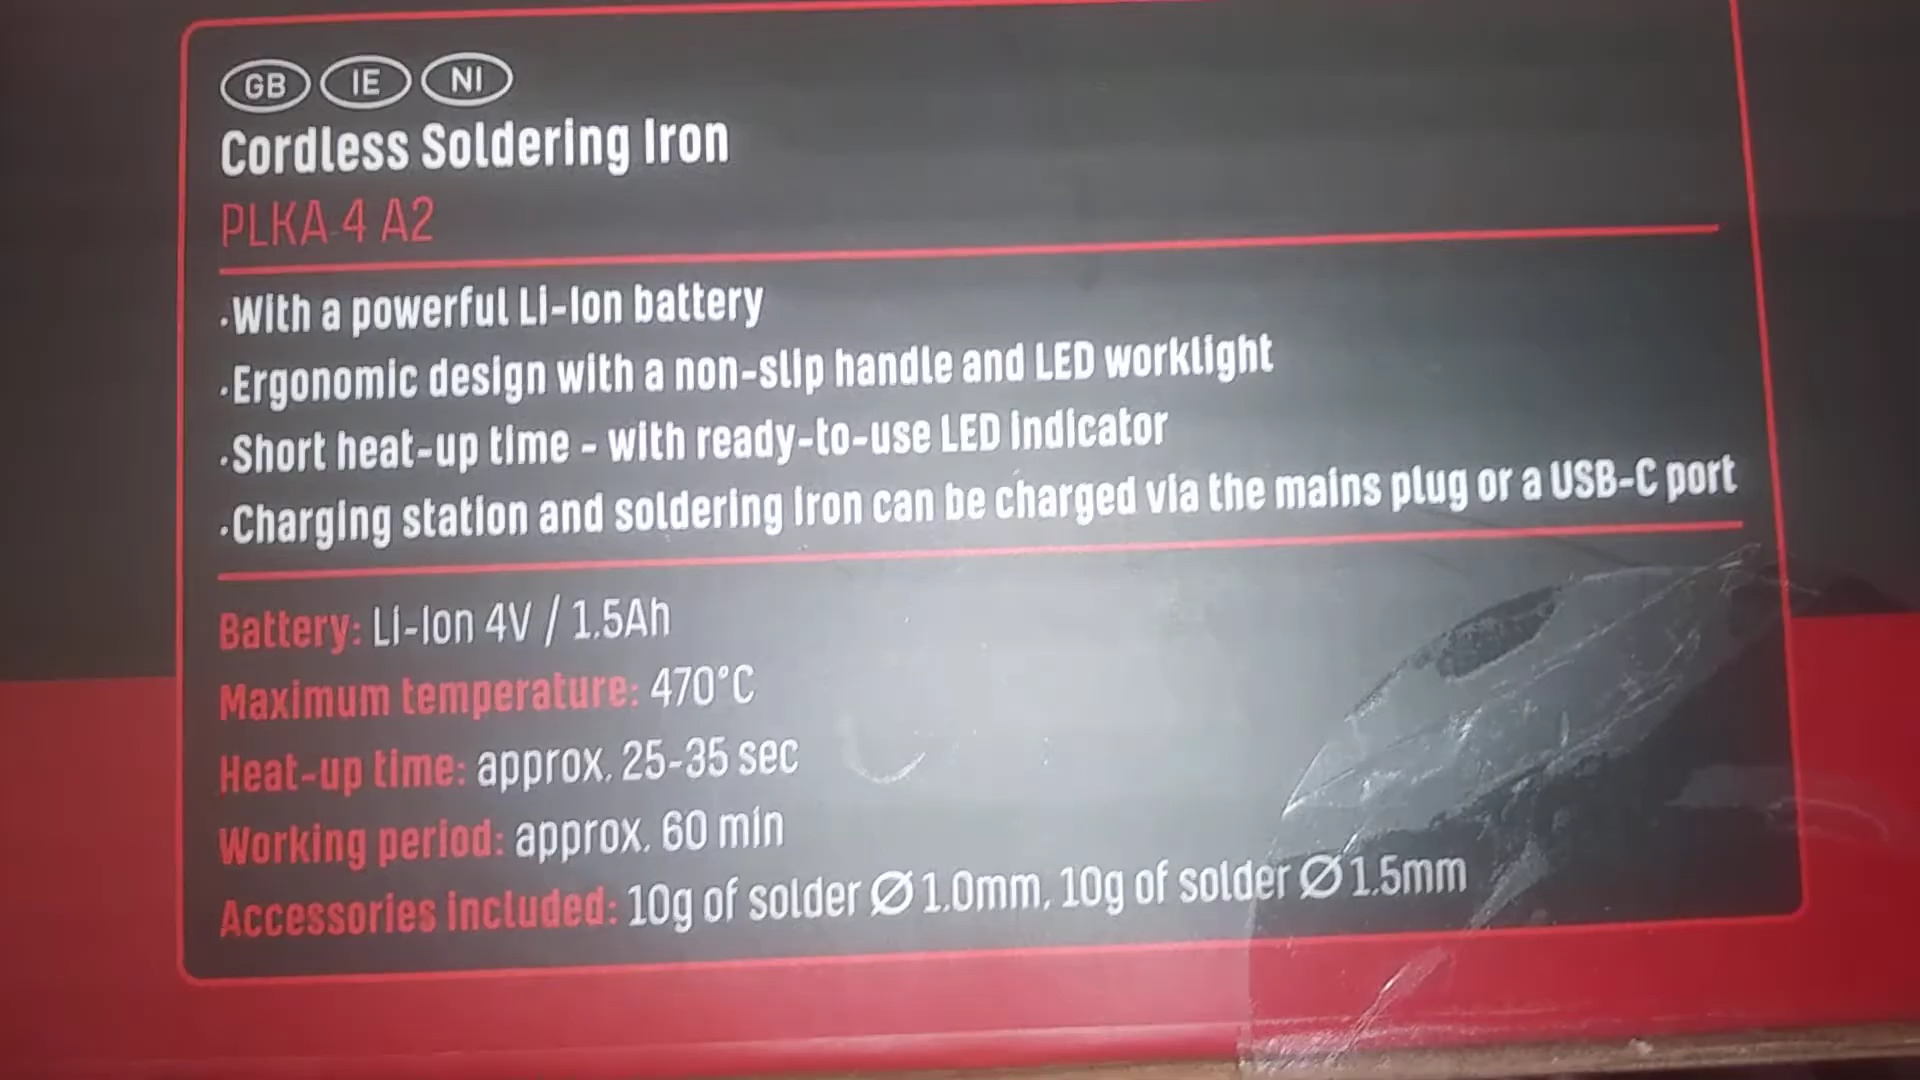 GB IE NI
Cordless Soldering Iron
PLKA 4 A2
·With a powerful Li-Ion battery
·Ergonomic design with a non-slip handle and LED worklight
·Short heat-up time - with ready-to-use LED indicator
·Charging station and soldering iron can be charged via the mains plug or a USB-C port
Battery: Li-Ion 4V / 1.5Ah
Maximum temperature: 470°C
Heat-up time: approx. 25-35 sec
Working period: approx. 60 min
Accessories included: 10g of solder Ø 1.0mm, 10g of solder Ø 1.5mm